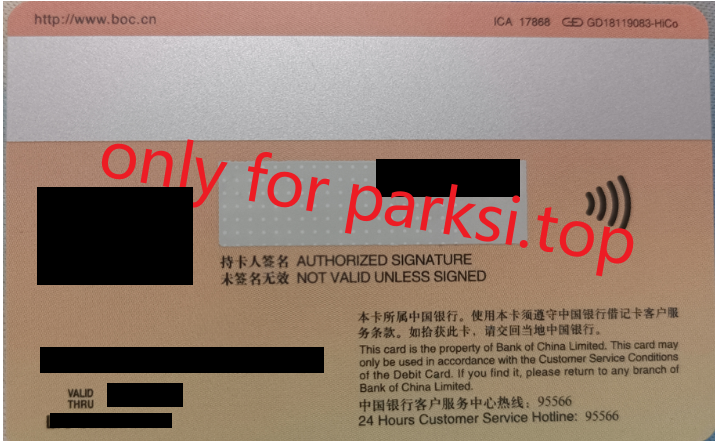 http://www.boc.cn
ICA 17868 GD18119083-HiCo
only for parksi.top
持卡人签名 AUTHORIZED SIGNATURE
未签名无效 NOT VALID UNLESS SIGNED
本卡所属中国银行。使用本卡须遵守中国银行借记卡客户服
务条款。如拾获此卡，请交回当地中国银行。
This card is the property of Bank of China Limited. This card may
only be used in accordance with the Customer Service Conditions
of the Debit Card. If you find it, please return to any branch of
Bank of China Limited.
VALID
THRU
中国银行客户服务中心热线：95566
24 Hours Customer Service Hotline: 95566